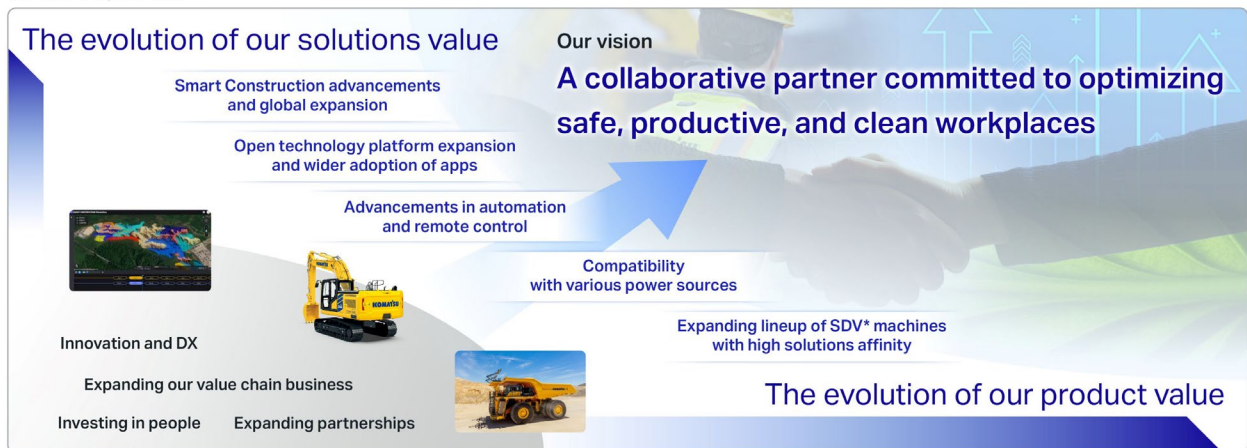 The evolution of our solutions value
Our vision
A collaborative partner committed to optimizing
safe, productive, and clean workplaces
Smart Construction advancements
and global expansion
Open technology platform expansion
and wider adoption of apps
Advancements in automation
and remote control
Compatibility
with various power sources
Expanding lineup of SDV* machines
with high solutions affinity
KOMATSU
Innovation and DX
Expanding our value chain business
Investing in people
Expanding partnerships
The evolution of our product value